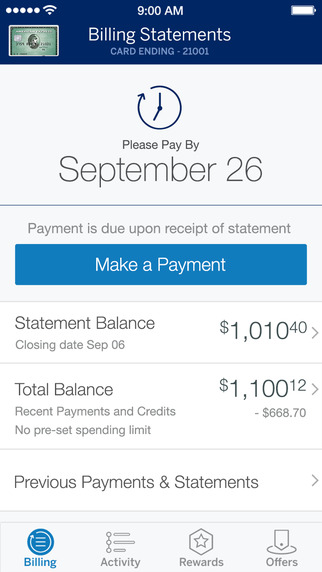 9:00 AM
Billing Statements
CARD ENDING - 21001
Please Pay By
September 26
Payment is due upon receipt of statement
Make a Payment
Statement Balance
$1,010.40
Closing date Sep 06
Total Balance
$1,100.12
Recent Payments and Credits
- $668.70
No pre-set spending limit
Previous Payments & Statements
Billing
Activity
Rewards
Offers